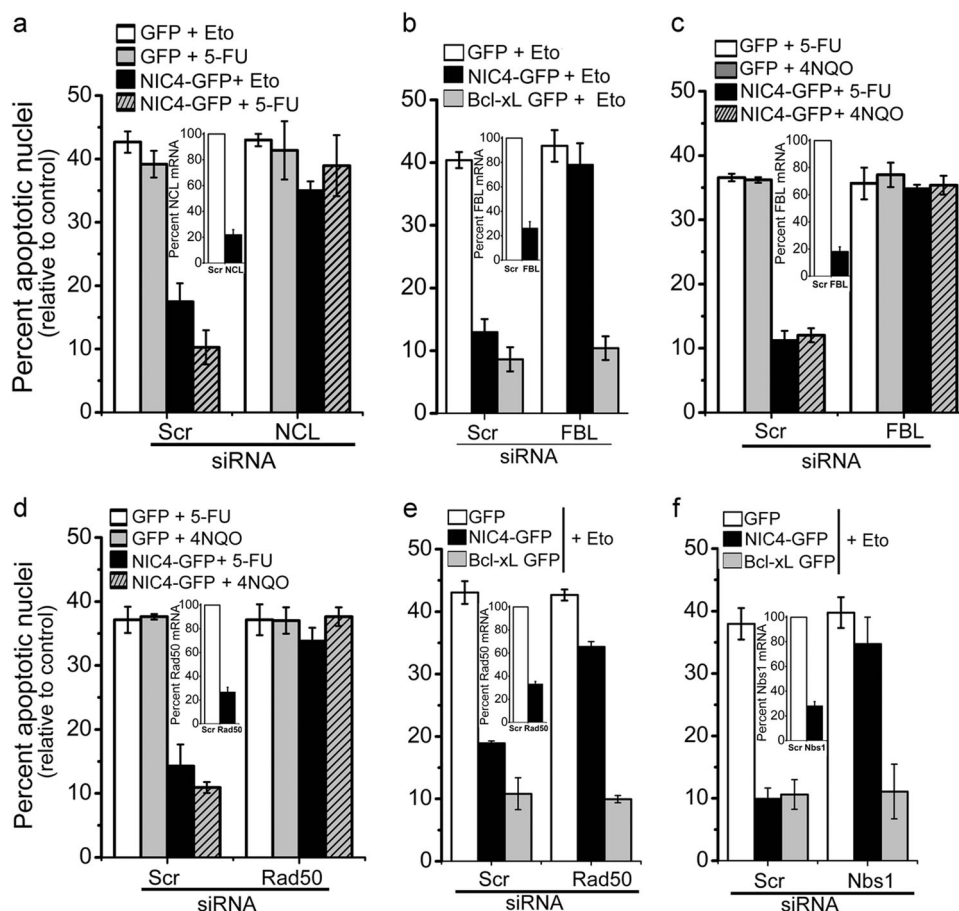 a
GFP + Eto
GFP + 5-FU
NIC4-GFP+ Eto
NIC4-GFP + 5-FU
Percent apoptotic nuclei
(relative to control)
50
40
30
20
10
0
Percent NCL mRNA
100
80
60
40
20
0
Scr NCL
Scr NCL
siRNA
b
GFP + Eto
NIC4-GFP + Eto
Bcl-xL GFP + Eto
50
40
30
20
10
0
Percent FBL mRNA
100
80
60
40
20
0
Scr FBL
Scr FBL
siRNA
c
GFP + 5-FU
GFP + 4NQO
NIC4-GFP+ 5-FU
NIC4-GFP+ 4NQO
50
40
30
20
10
0
Percent FBL mRNA
100
80
60
40
20
0
Scr FBL
Scr FBL
siRNA
d
GFP + 5-FU
GFP + 4NQO
NIC4-GFP+ 5-FU
NIC4-GFP + 4NQO
Percent apoptotic nuclei
(relative to control)
50
40
30
20
10
0
Percent Rad50 mRNA
100
80
60
40
20
0
Scr Rad50
Scr Rad50
siRNA
e
GFP
NIC4-GFP + Eto
Bcl-xL GFP
50
40
30
20
10
0
Percent Rad50 mRNA
100
80
60
40
20
0
Scr Rad50
Scr Rad50
siRNA
f
GFP
NIC4-GFP + Eto
Bcl-xL GFP
50
40
30
20
10
0
Percent Nbs1 mRNA
100
80
60
40
20
0
Scr Nbs1
Scr Nbs1
siRNA